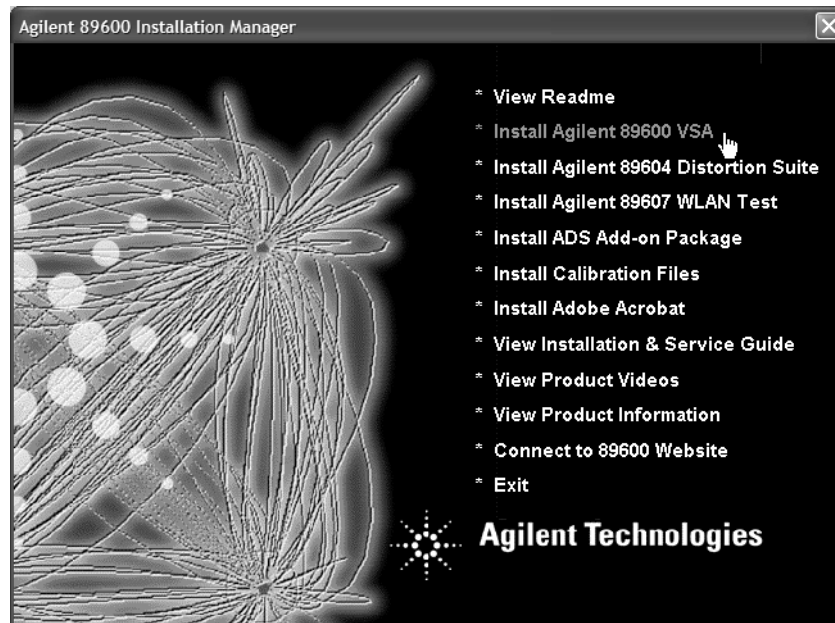 Agilent 89600 Installation Manager
* View Readme
* Install Agilent 89600 VSA
* Install Agilent 89604 Distortion Suite
* Install Agilent 89607 WLAN Test
* Install ADS Add-on Package
* Install Calibration Files
* Install Adobe Acrobat
* View Installation & Service Guide
* View Product Videos
* View Product Information
* Connect to 89600 Website
* Exit
Agilent Technologies